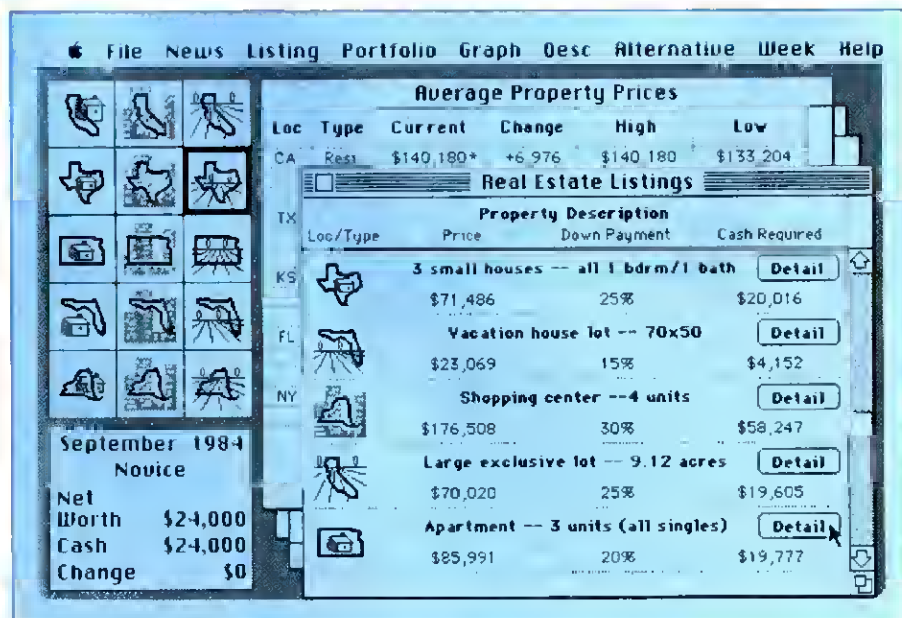 File News Listing Portfolio Graph Desc Alternative Week Help
Average Property Prices
Loc Type Current Change High Low
CA Resi $140,180* +6,976 $140,180 $133,204
TX
KS
FL
NY
Real Estate Listings
Property Description
Loc/Type Price Down Payment Cash Required
3 small houses -- all 1 bdrm/1 bath Detail
$71,486 25% $20,016
Vacation house lot -- 70x50 Detail
$23,069 15% $4,152
Shopping center --4 units Detail
$176,508 30% $58,247
Large exclusive lot -- 9.12 acres Detail
$70,020 25% $19,605
Apartment -- 3 units (all singles) Detail
$85,991 20% $19,777
September 1984
Novice
Net
Worth $24,000
Cash $24,000
Change $0